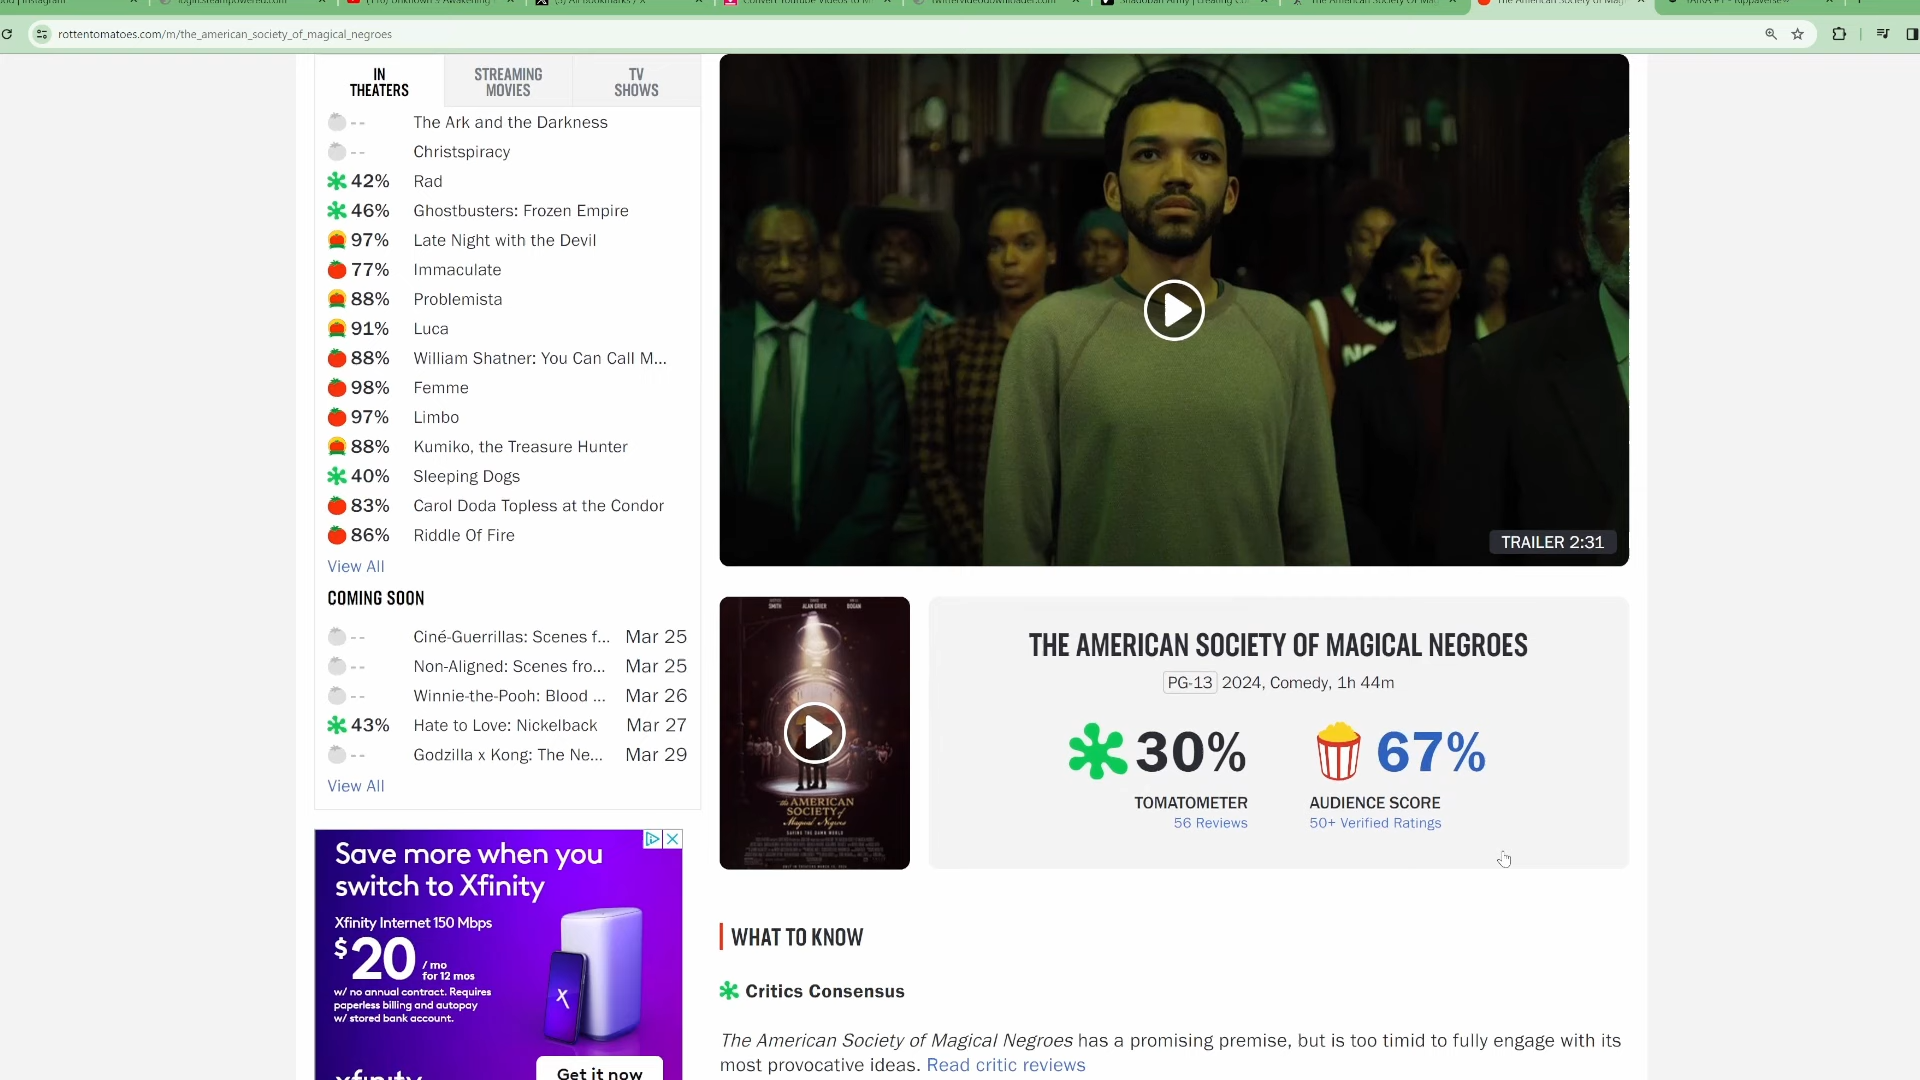 rottentomatoes.com/m/the_american_society_of_magical_negroes
IN THEATERS
STREAMING MOVIES
TV SHOWS
-- The Ark and the Darkness
-- Christspiracy
42% Rad
46% Ghostbusters: Frozen Empire
97% Late Night with the Devil
77% Immaculate
88% Problemista
91% Luca
88% William Shatner: You Can Call M...
98% Femme
97% Limbo
88% Kumiko, the Treasure Hunter
40% Sleeping Dogs
83% Carol Doda Topless at the Condor
86% Riddle Of Fire
View All
COMING SOON
-- Ciné-Guerrillas: Scenes f... Mar 25
-- Non-Aligned: Scenes fro... Mar 25
-- Winnie-the-Pooh: Blood ... Mar 26
43% Hate to Love: Nickelback Mar 27
-- Godzilla x Kong: The Ne... Mar 29
View All
Save more when you
switch to Xfinity
Xfinity Internet 150 Mbps
$20 / mo
for 12 mos
w/ no annual contract. Requires
paperless billing and autopay
w/ stored bank account.
xfinity
Get it now
TRAILER 2:31
the AMERICAN
SOCIETY of
Magical Negroes
THE AMERICAN SOCIETY OF MAGICAL NEGROES
PG-13 2024, Comedy, 1h 44m
30%
TOMATOMETER
56 Reviews
67%
AUDIENCE SCORE
50+ Verified Ratings
WHAT TO KNOW
Critics Consensus
The American Society of Magical Negroes has a promising premise, but is too timid to fully engage with its
most provocative ideas. Read critic reviews